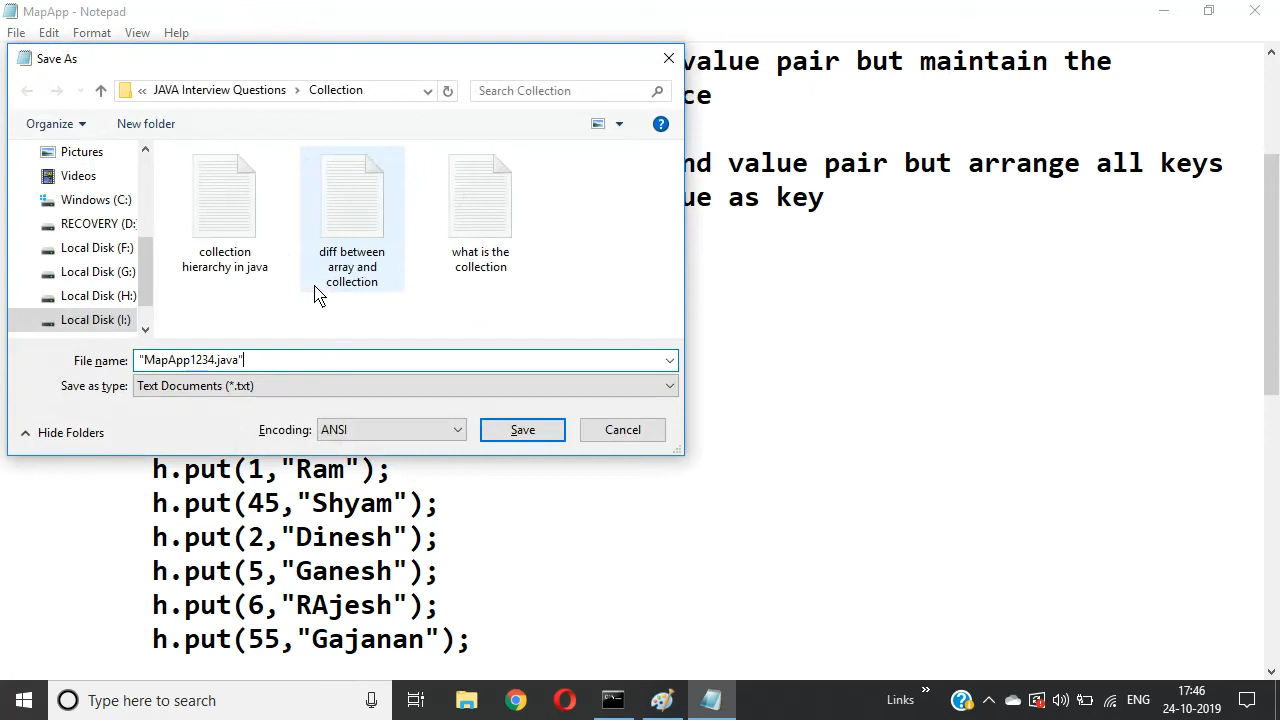 MapApp - Notepad
File Edit Format View Help
Save As
value pair but maintain the
« JAVA Interview Questions > Collection
Search Collection
ce
Organize
New folder
Pictures
Videos
Windows (C:)
RECOVERY (D:
Local Disk (F:)
Local Disk (G:)
Local Disk (H:)
Local Disk (I:)
collection
hierarchy in java
diff between
array and
collection
what is the
collection
nd value pair but arrange all keys
ue as key
File name: "MapApp1234.java"
Save as type: Text Documents (*.txt)
Hide Folders
Encoding: ANSI
Save
Cancel
h.put(1,"Ram");
h.put(45,"Shyam");
h.put(2,"Dinesh");
h.put(5,"Ganesh");
h.put(6,"RAjesh");
h.put(55,"Gajanan");
Type here to search
Links
ENG
17:46
24-10-2019